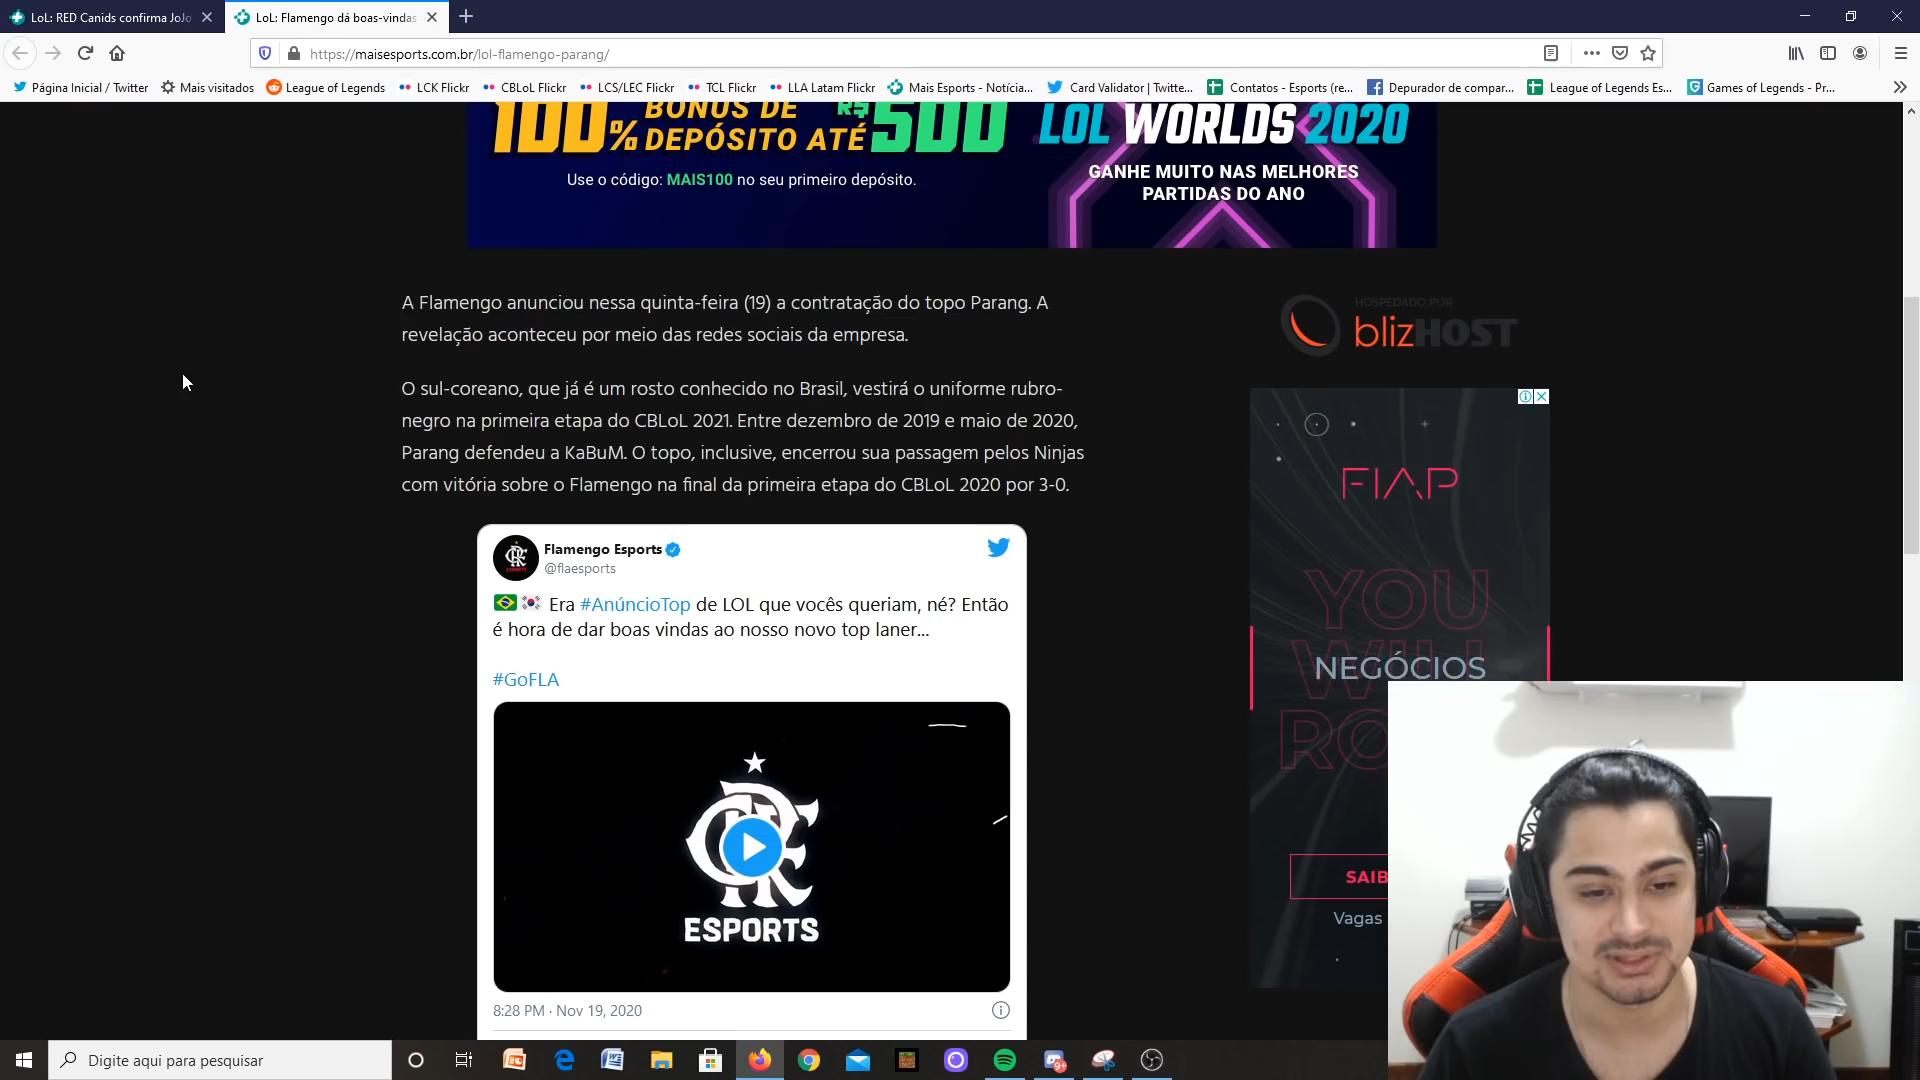 LoL: RED Canids confirma JoJo
LoL: Flamengo dá boas-vindas
https://maisesports.com.br/lol-flamengo-parang/
Página Inicial / Twitter
Mais visitados
League of Legends
LCK Flickr
CBLoL Flickr
LCS/LEC Flickr
TCL Flickr
LLA Latam Flickr
Mais Esports - Notícia...
Card Validator | Twitte...
Contatos - Esports (re...
Depurador de compar...
League of Legends Es...
Games of Legends - Pr...
100% BÔNUS DE DEPÓSITO ATÉ R$ 500
Use o código: MAIS100 no seu primeiro depósito.
LOL WORLDS 2020
GANHE MUITO NAS MELHORES
PARTIDAS DO ANO
A Flamengo anunciou nessa quinta-feira (19) a contratação do topo Parang. A
revelação aconteceu por meio das redes sociais da empresa.
O sul-coreano, que já é um rosto conhecido no Brasil, vestirá o uniforme rubro-
negro na primeira etapa do CBLoL 2021. Entre dezembro de 2019 e maio de 2020,
Parang defendeu a KaBuM. O topo, inclusive, encerrou sua passagem pelos Ninjas
com vitória sobre o Flamengo na final da primeira etapa do CBLoL 2020 por 3-0.
HOSPEDADO POR
blizHOST
FIAP
YOU
WILL
NEGÓCIOS
SAIB
Vagas
Flamengo Esports
@flaesports
Era #AnúncioTop de LOL que vocês queriam, né? Então
é hora de dar boas vindas ao nosso novo top laner...
#GoFLA
ESPORTS
8:28 PM · Nov 19, 2020
Digite aqui para pesquisar